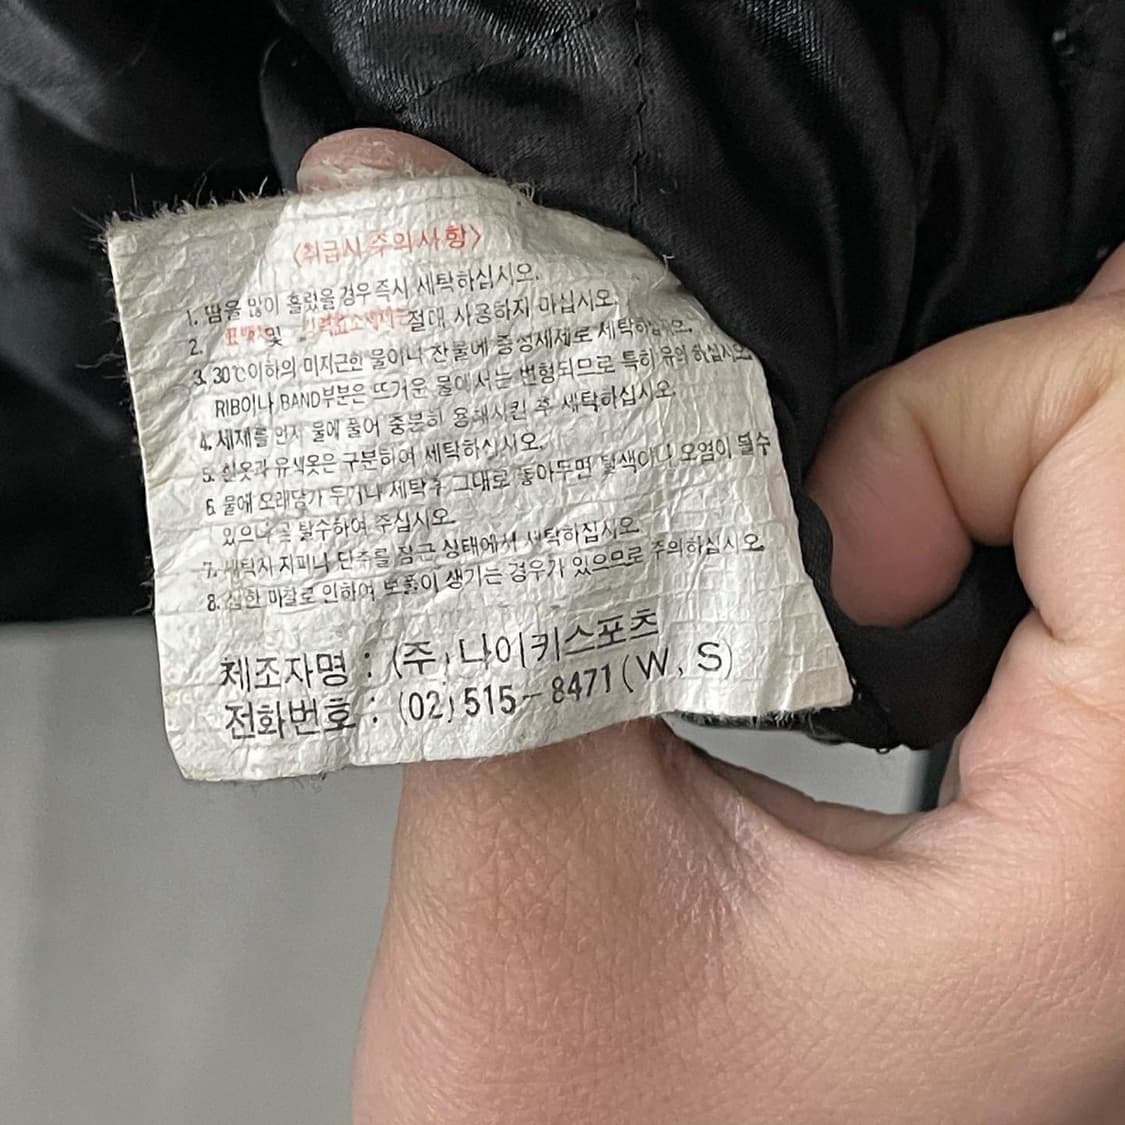 〈취급시 주의사항〉
1. 땀을 많이 흘렸을 경우 즉시 세탁하십시오.
2. 표백제및 절대 사용하지 마십시오.
3. 30℃이하의 미지근한 물이나 찬물에 중성세제로 세탁하십시오.
RIB이나 BAND부분은 뜨거운 물에서는 변형되므로 특히 유의 하십시오
4. 세제를 먼저 물에 풀어 충분히 용해시킨 후 세탁하십시오.
5. 흰옷과 유색옷은 구분하여 세탁하십시오.
6. 물에 오래담가 두거나 세탁후 그대로 놓아두면 탈색이나 오염이 될수
있으니 곧 탈수하여 주십시오.
7. 세탁시 지퍼나 단추를 잠근 상태에서 세탁하십시오.
8. 심한 마찰로 인하여 보풀이 생기는 경우가 있으므로 주의하십시오.
제조자명 : (주) 나이키스포츠
전화번호 : (02) 515-8471 (W, S)